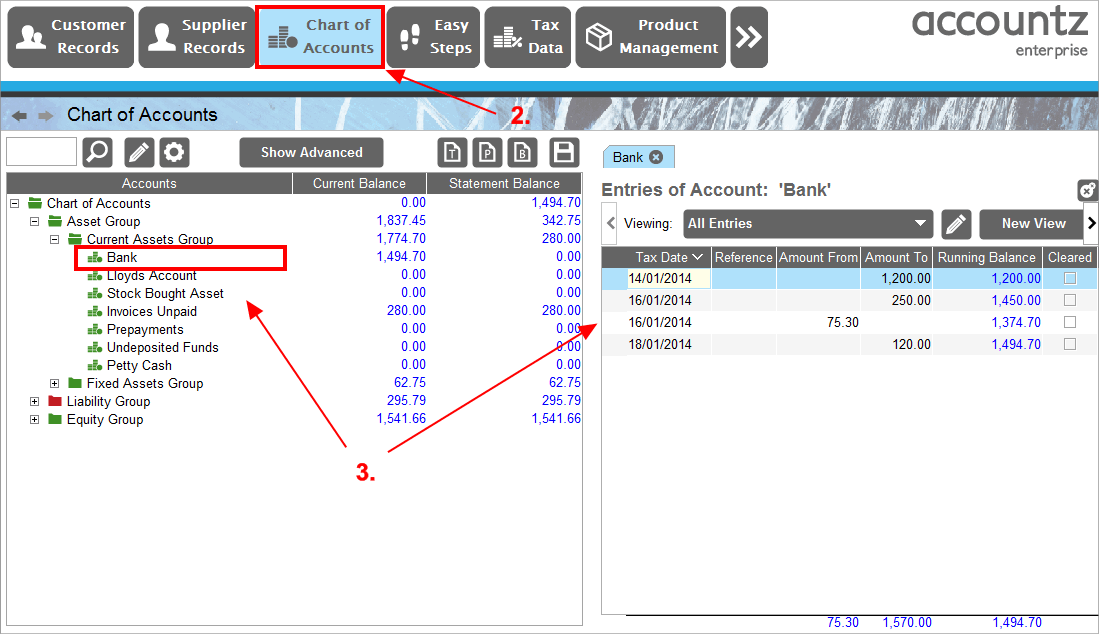 Customer
Records
Supplier
Records
Chart of
Accounts
Easy
Steps
Tax
Data
Product
Management
accountz
enterprise
2.
Chart of Accounts
Show Advanced
T
P
B
Accounts Current Balance Statement Balance
Chart of Accounts 0.00 1,494.70
Asset Group 1,837.45 342.75
Current Assets Group 1,774.70 280.00
Bank 1,494.70 0.00
Lloyds Account 0.00 0.00
Stock Bought Asset 0.00 0.00
Invoices Unpaid 280.00 280.00
Prepayments 0.00 0.00
Undeposited Funds 0.00 0.00
Petty Cash 0.00 0.00
Fixed Assets Group 62.75 62.75
Liability Group 295.79 295.79
Equity Group 1,541.66 1,541.66
3.
Bank
Entries of Account: 'Bank'
Viewing: All Entries New View
Tax Date Reference Amount From Amount To Running Balance Cleared
14/01/2014 1,200.00 1,200.00
16/01/2014 250.00 1,450.00
16/01/2014 75.30 1,374.70
18/01/2014 120.00 1,494.70
75.30 1,570.00 1,494.70